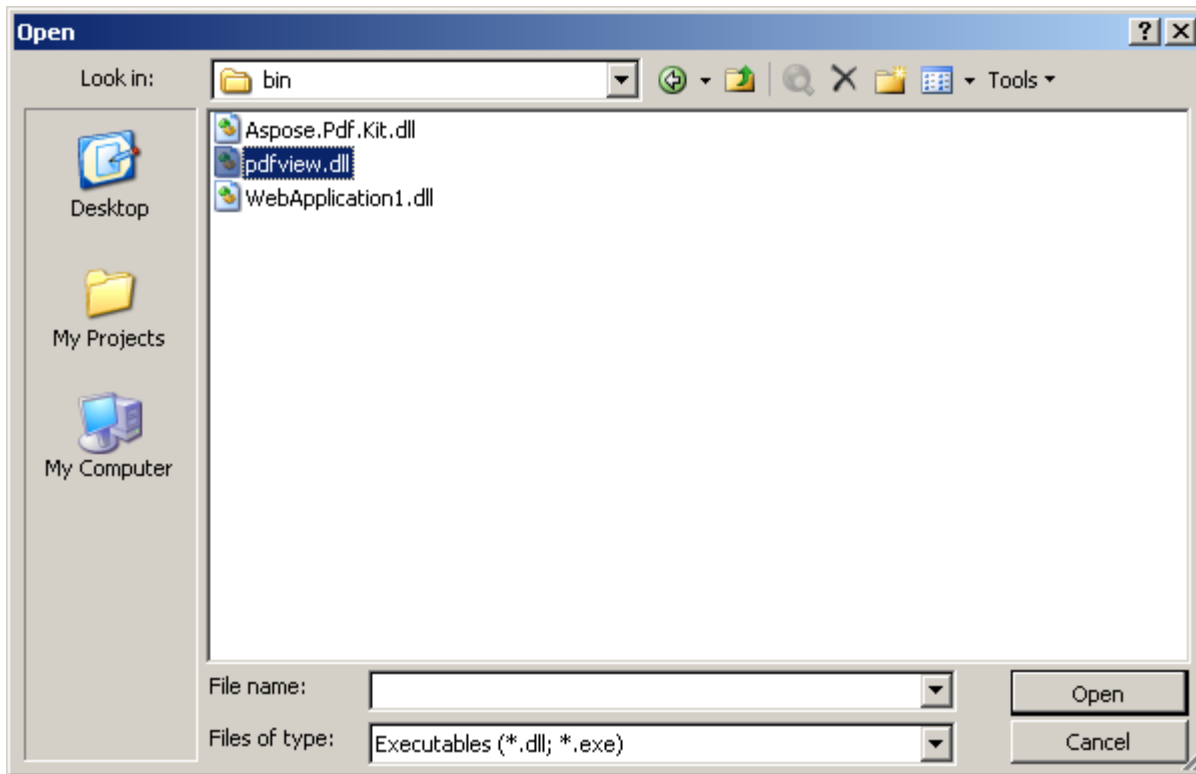 Open
Look in:
bin
Tools
Aspose.Pdf.Kit.dll
pdfview.dll
WebApplication1.dll
Desktop
My Projects
My Computer
File name:
Open
Files of type:
Executables (*.dll; *.exe)
Cancel